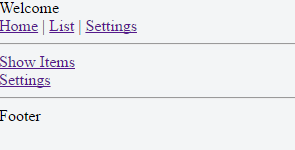 Welcome
Home | List | Settings
Show Items
Settings
Footer